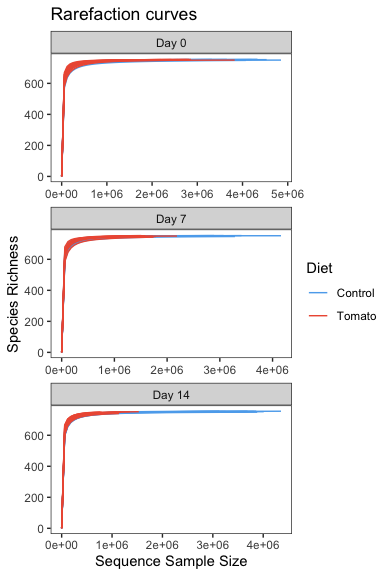 Rarefaction curves
Day 0
600
400
200
0
0e+00 1e+06 2e+06 3e+06 4e+06 5e+06
Day 7
600
400
200
0
0e+00 1e+06 2e+06 3e+06 4e+06
Day 14
600
400
200
0
0e+00 1e+06 2e+06 3e+06 4e+06
Sequence Sample Size
Species Richness
Diet
Control
Tomato